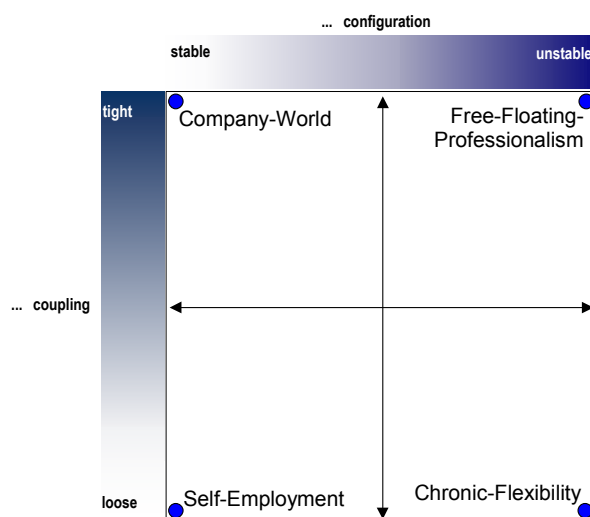 ... configuration
stable
unstable
tight
Company-World
Free-Floating-
Professionalism
... coupling
loose
Self-Employment
Chronic-Flexibility